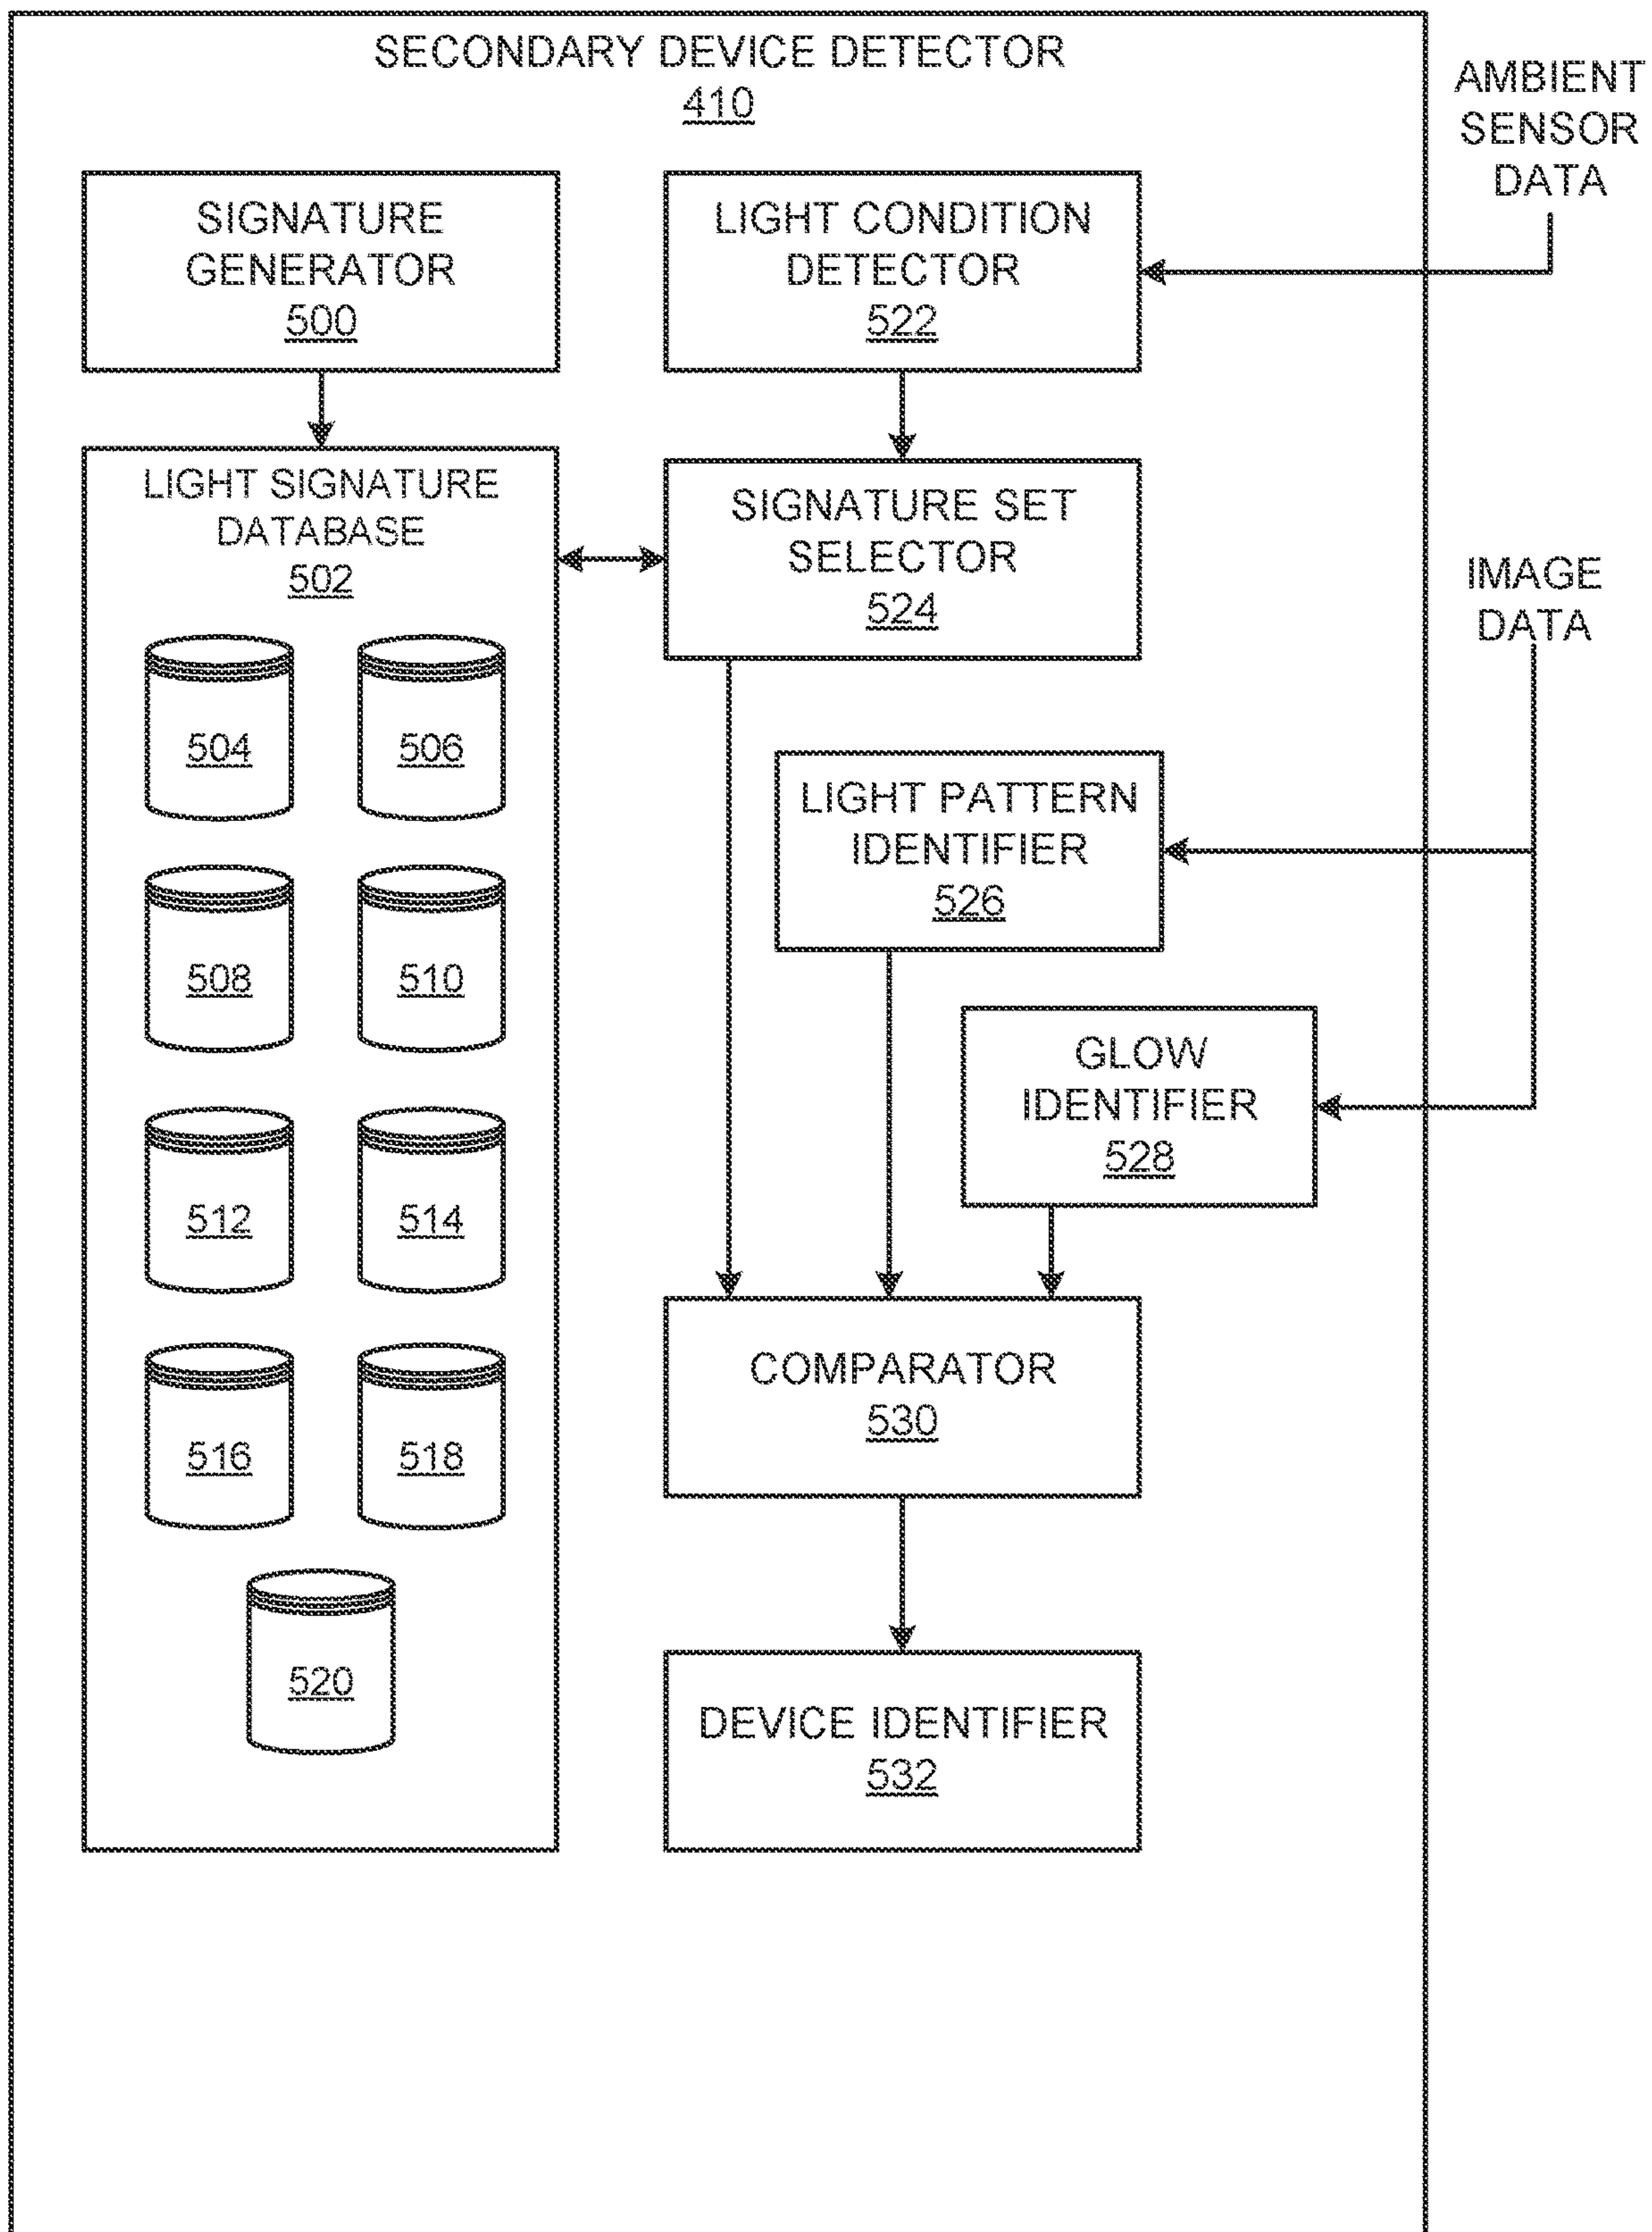 SECONDARY DEVICE DETECTOR
410
AMBIENT
SENSOR
DATA
SIGNATURE
GENERATOR
500
LIGHT CONDITION
DETECTOR
522
LIGHT SIGNATURE
DATABASE
502
SIGNATURE SET
SELECTOR
524
IMAGE
DATA
504
506
LIGHT PATTERN
IDENTIFIER
526
508
510
GLOW
IDENTIFIER
528
512
514
COMPARATOR
530
516
518
520
DEVICE IDENTIFIER
532